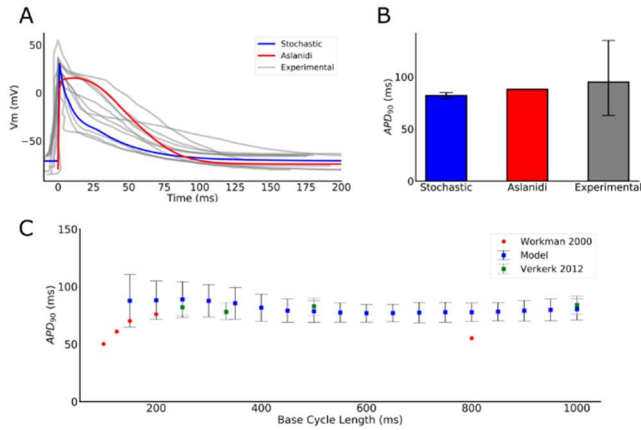 A
50
0
−50
Vm (mV)
0
25
50
75
100
125
150
175
200
Time (ms)
Stochastic
Aslanidi
Experimental
B
100
50
0
APD90 (ms)
Stochastic
Aslanidi
Experimental
C
150
100
50
0
APD90 (ms)
200
400
600
800
1000
Base Cycle Length (ms)
Workman 2000
Model
Verkerk 2012